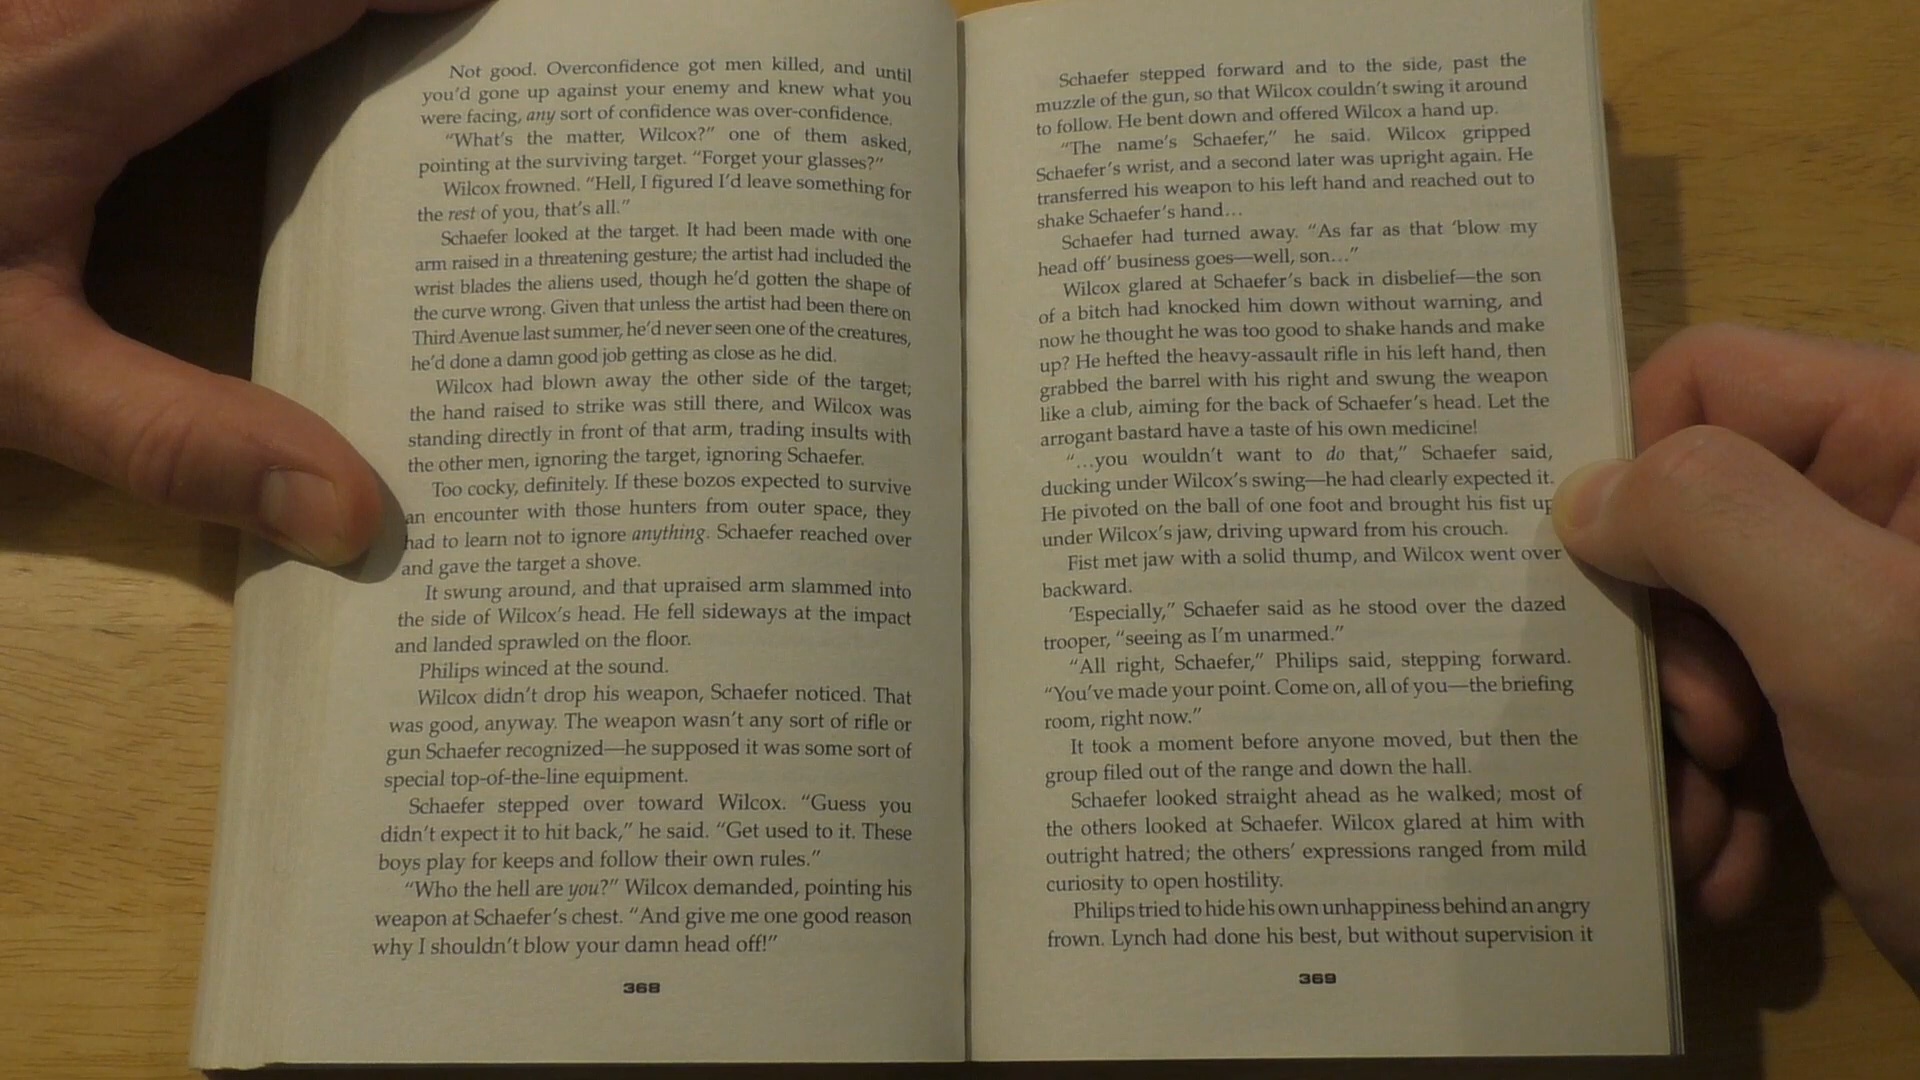 Not good. Overconfidence got men killed, and until
you'd gone up against your enemy and knew what you
were facing, any sort of confidence was over-confidence.
"What's the matter, Wilcox?" one of them asked,
pointing at the surviving target. "Forget your glasses?"
Wilcox frowned. "Hell, I figured I'd leave something for
the rest of you, that's all."
Schaefer looked at the target. It had been made with one
arm raised in a threatening gesture; the artist had included the
wrist blades the aliens used, though he'd gotten the shape of
the curve wrong. Given that unless the artist had been there on
Third Avenue last summer, he'd never seen one of the creatures,
he'd done a damn good job getting as close as he did.
Wilcox had blown away the other side of the target;
the hand raised to strike was still there, and Wilcox was
standing directly in front of that arm, trading insults with
the other men, ignoring the target, ignoring Schaefer.
Too cocky, definitely. If these bozos expected to survive
an encounter with those hunters from outer space, they
had to learn not to ignore anything. Schaefer reached over
and gave the target a shove.
It swung around, and that upraised arm slammed into
the side of Wilcox's head. He fell sideways at the impact
and landed sprawled on the floor.
Philips winced at the sound.
Wilcox didn't drop his weapon, Schaefer noticed. That
was good, anyway. The weapon wasn't any sort of rifle or
gun Schaefer recognized—he supposed it was some sort of
special top-of-the-line equipment.
Schaefer stepped over toward Wilcox. "Guess you
didn't expect it to hit back," he said. "Get used to it. These
boys play for keeps and follow their own rules."
"Who the hell are you?" Wilcox demanded, pointing his
weapon at Schaefer's chest. "And give me one good reason
why I shouldn't blow your damn head off!"
368
Schaefer stepped forward and to the side, past the
muzzle of the gun, so that Wilcox couldn't swing it around
to follow. He bent down and offered Wilcox a hand up.
"The name's Schaefer," he said. Wilcox gripped
Schaefer's wrist, and a second later was upright again. He
transferred his weapon to his left hand and reached out to
shake Schaefer's hand…
Schaefer had turned away. "As far as that 'blow my
head off' business goes—well, son…"
Wilcox glared at Schaefer's back in disbelief—the son
of a bitch had knocked him down without warning, and
now he thought he was too good to shake hands and make
up? He hefted the heavy-assault rifle in his left hand, then
grabbed the barrel with his right and swung the weapon
like a club, aiming for the back of Schaefer's head. Let the
arrogant bastard have a taste of his own medicine!
"…you wouldn't want to do that," Schaefer said,
ducking under Wilcox's swing—he had clearly expected it.
He pivoted on the ball of one foot and brought his fist up
under Wilcox's jaw, driving upward from his crouch.
Fist met jaw with a solid thump, and Wilcox went over
backward.
'Especially," Schaefer said as he stood over the dazed
trooper, "seeing as I'm unarmed."
"All right, Schaefer," Philips said, stepping forward.
"You've made your point. Come on, all of you—the briefing
room, right now."
It took a moment before anyone moved, but then the
group filed out of the range and down the hall.
Schaefer looked straight ahead as he walked; most of
the others looked at Schaefer. Wilcox glared at him with
outright hatred; the others' expressions ranged from mild
curiosity to open hostility.
Philips tried to hide his own unhappiness behind an angry
frown. Lynch had done his best, but without supervision it
369